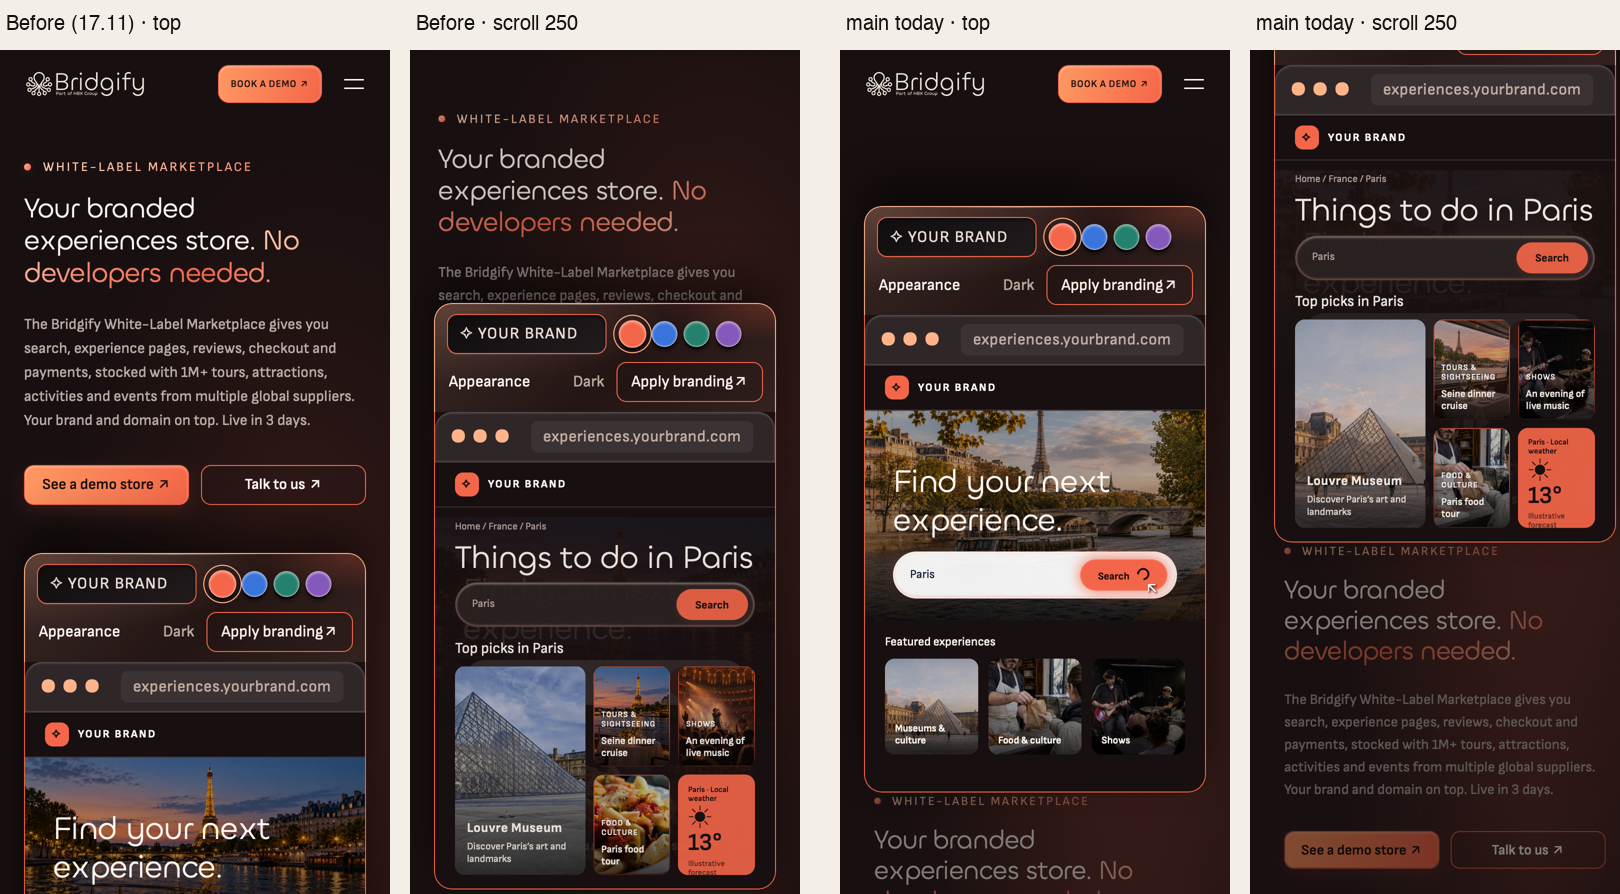 Before (17.11) · top
Bridgify
Part of HBX Group
BOOK A DEMO ↗
WHITE-LABEL MARKETPLACE
Your branded
experiences store. No
developers needed.
The Bridgify White-Label Marketplace gives you
search, experience pages, reviews, checkout and
payments, stocked with 1M+ tours, attractions,
activities and events from multiple global suppliers.
Your brand and domain on top. Live in 3 days.
See a demo store ↗
Talk to us ↗
YOUR BRAND
Appearance
Dark
Apply branding ↗
experiences.yourbrand.com
YOUR BRAND
Find your next
experience.
Before · scroll 250
WHITE-LABEL MARKETPLACE
Your branded
experiences store. No
developers needed.
The Bridgify White-Label Marketplace gives you
search, experience pages, reviews, checkout and
YOUR BRAND
Appearance
Dark
Apply branding ↗
experiences.yourbrand.com
YOUR BRAND
Home / France / Paris
Things to do in Paris
Paris
Search
experience.
Top picks in Paris
Louvre Museum
Discover Paris's art and
landmarks
TOURS &
SIGHTSEEING
Seine dinner
cruise
SHOWS
An evening of
live music
FOOD &
CULTURE
Paris food
tour
Paris · Local
weather
13°
Illustrative
forecast
main today · top
Bridgify
Part of HBX Group
BOOK A DEMO ↗
YOUR BRAND
Appearance
Dark
Apply branding ↗
experiences.yourbrand.com
YOUR BRAND
Find your next
experience.
Paris
Search
Featured experiences
Museums &
culture
Food & culture
Shows
WHITE-LABEL MARKETPLACE
Your branded
experiences store. No
main today · scroll 250
experiences.yourbrand.com
YOUR BRAND
Home / France / Paris
Things to do in Paris
Paris
Search
experience.
Top picks in Paris
Louvre Museum
Discover Paris's art and
landmarks
TOURS &
SIGHTSEEING
Seine dinner
cruise
SHOWS
An evening of
live music
FOOD &
CULTURE
Paris food
tour
Paris · Local
weather
13°
Illustrative
forecast
WHITE-LABEL MARKETPLACE
Your branded
experiences store. No
developers needed.
The Bridgify White-Label Marketplace gives you
search, experience pages, reviews, checkout and
payments, stocked with 1M+ tours, attractions,
activities and events from multiple global suppliers.
Your brand and domain on top. Live in 3 days.
See a demo store ↗
Talk to us ↗